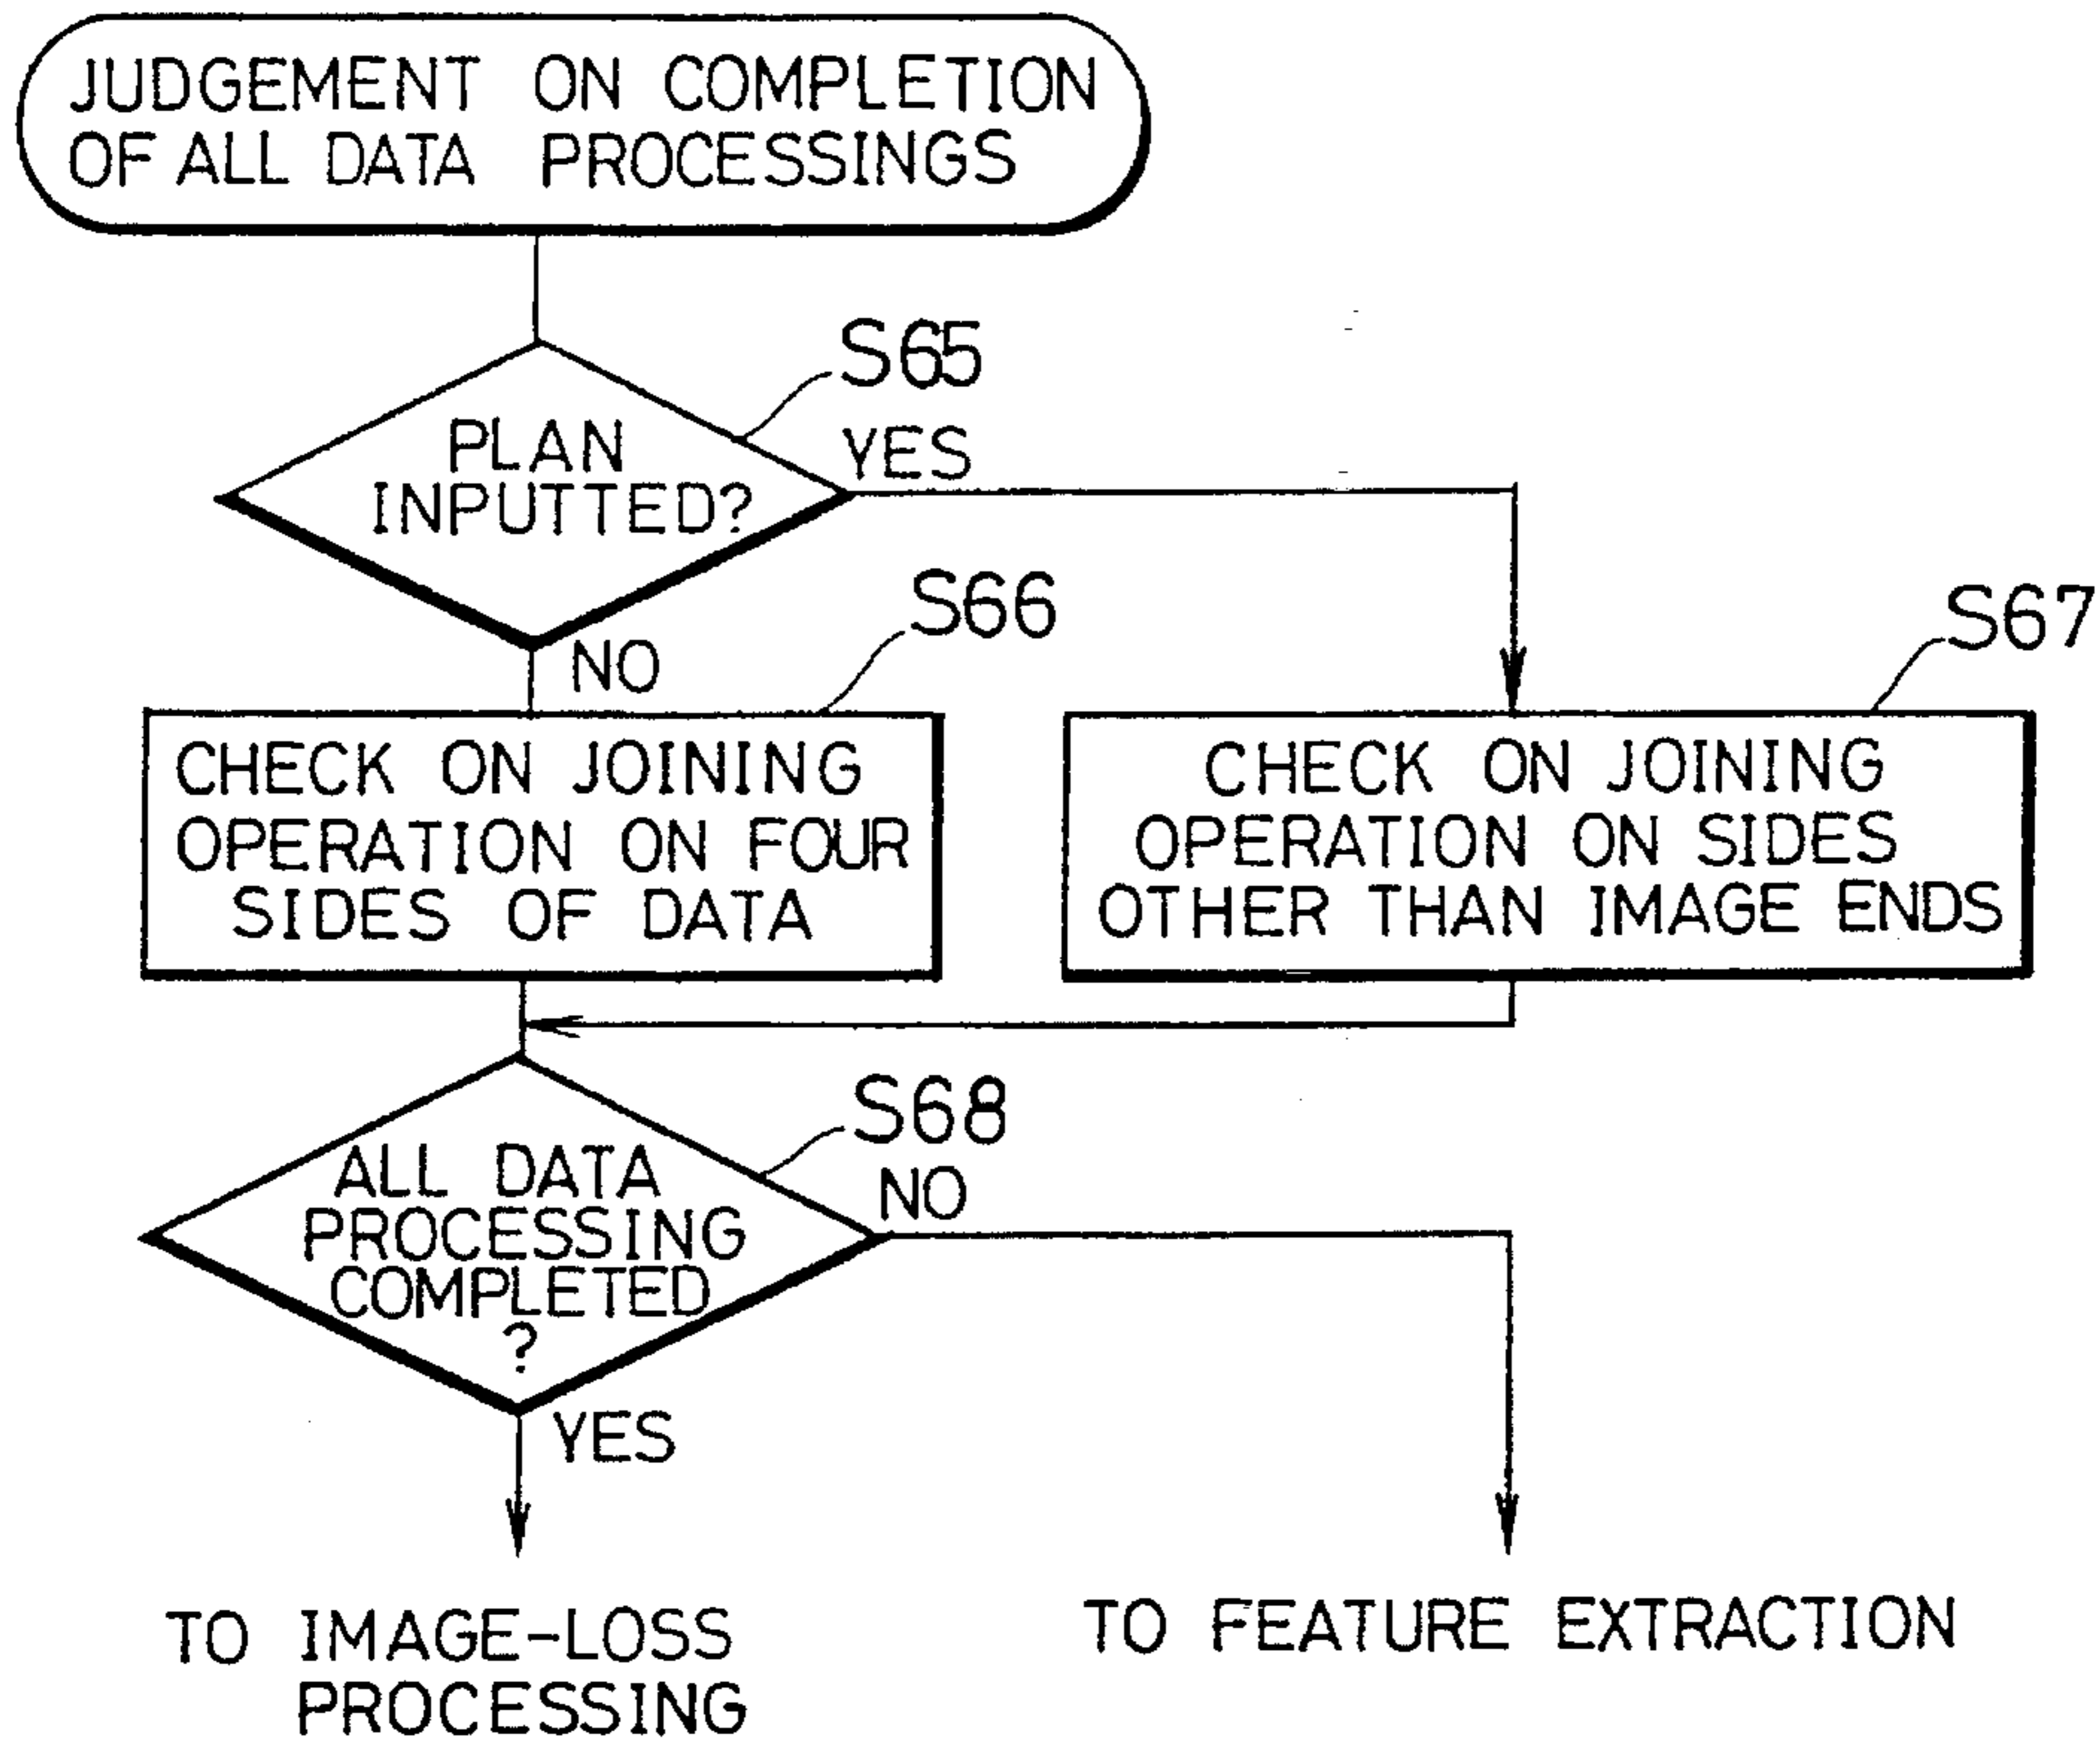 JUDGEMENT ON COMPLETION
OF ALL DATA PROCESSINGS
S65
PLAN
INPUTTED?
YES
NO
S66
CHECK ON JOINING
OPERATION ON FOUR
SIDES OF DATA
S67
CHECK ON JOINING
OPERATION ON SIDES
OTHER THAN IMAGE ENDS
S68
ALL DATA
PROCESSING
COMPLETED
?
NO
YES
TO IMAGE-LOSS
PROCESSING
TO FEATURE EXTRACTION